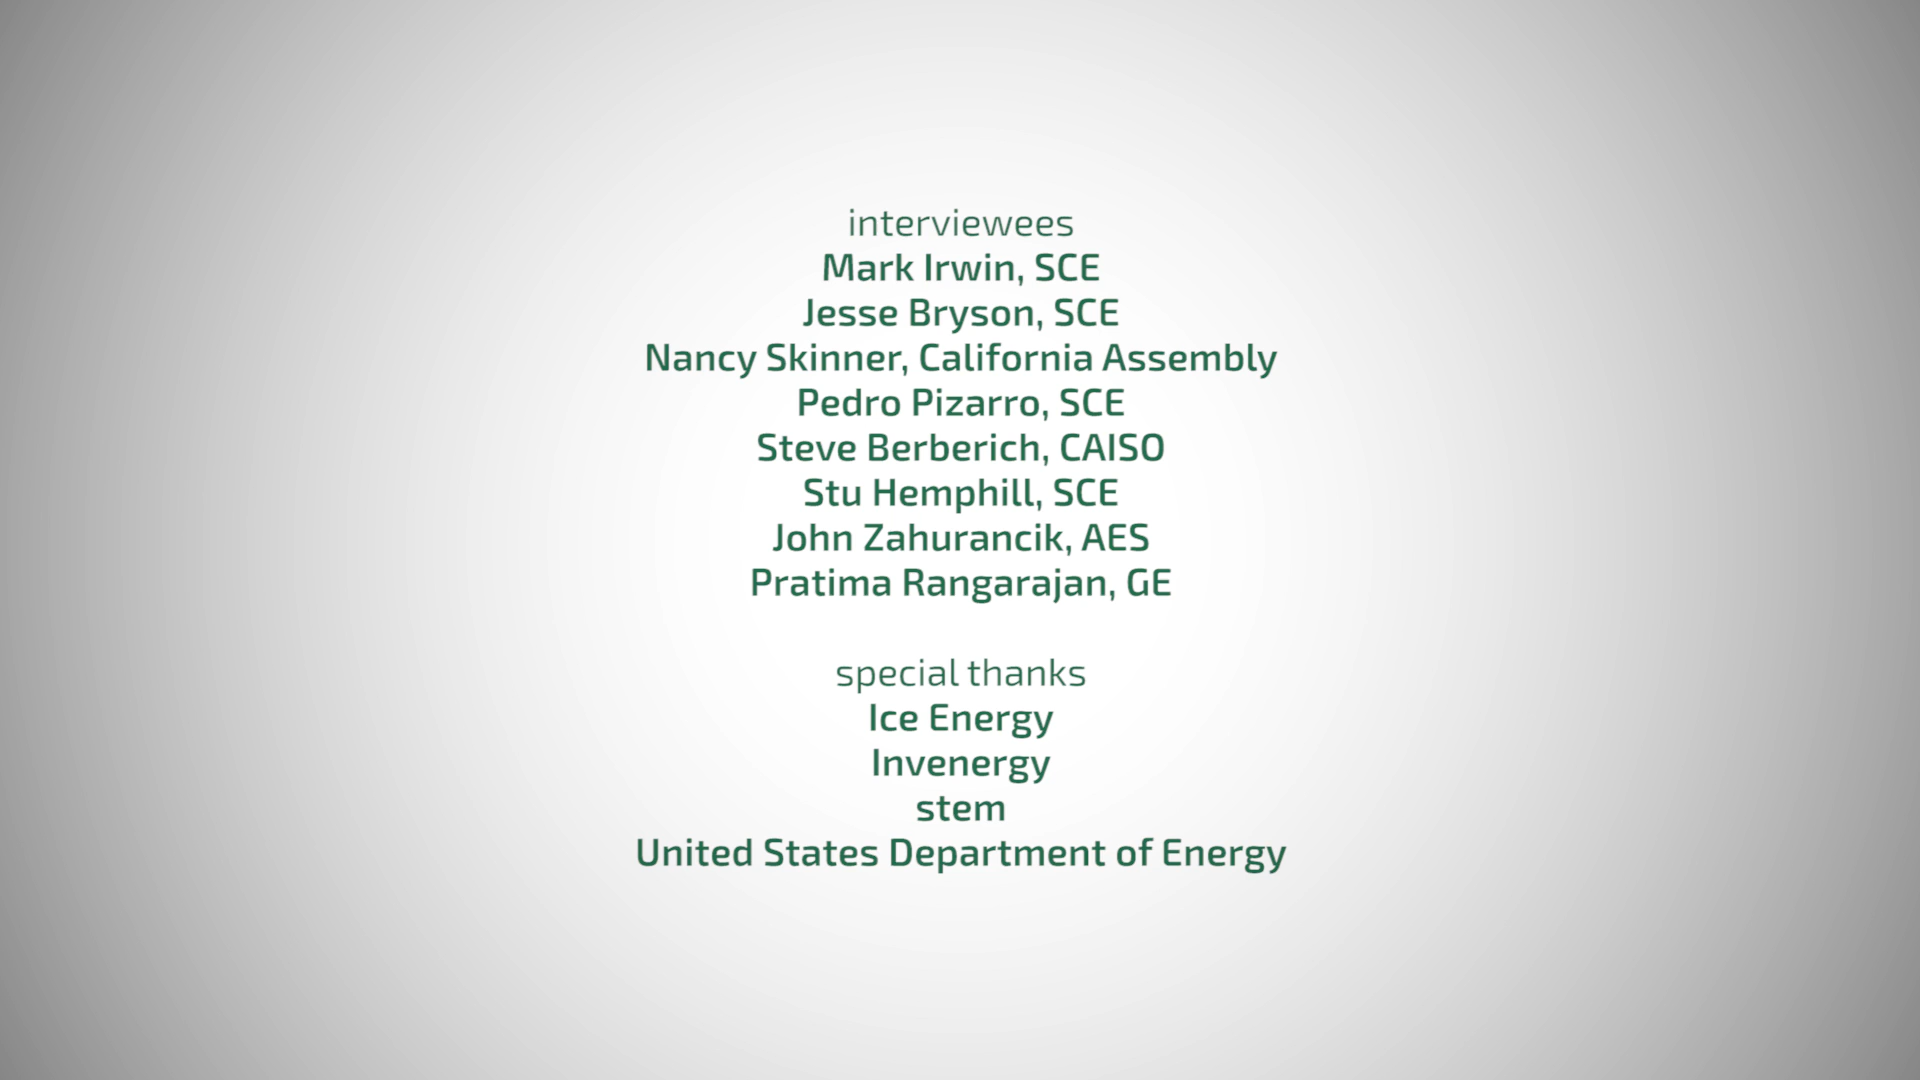 interviewees
Mark Irwin, SCE
Jesse Bryson, SCE
Nancy Skinner, California Assembly
Pedro Pizarro, SCE
Steve Berberich, CAISO
Stu Hemphill, SCE
John Zahurancik, AES
Pratima Rangarajan, GE
special thanks
Ice Energy
Invenergy
stem
United States Department of Energy